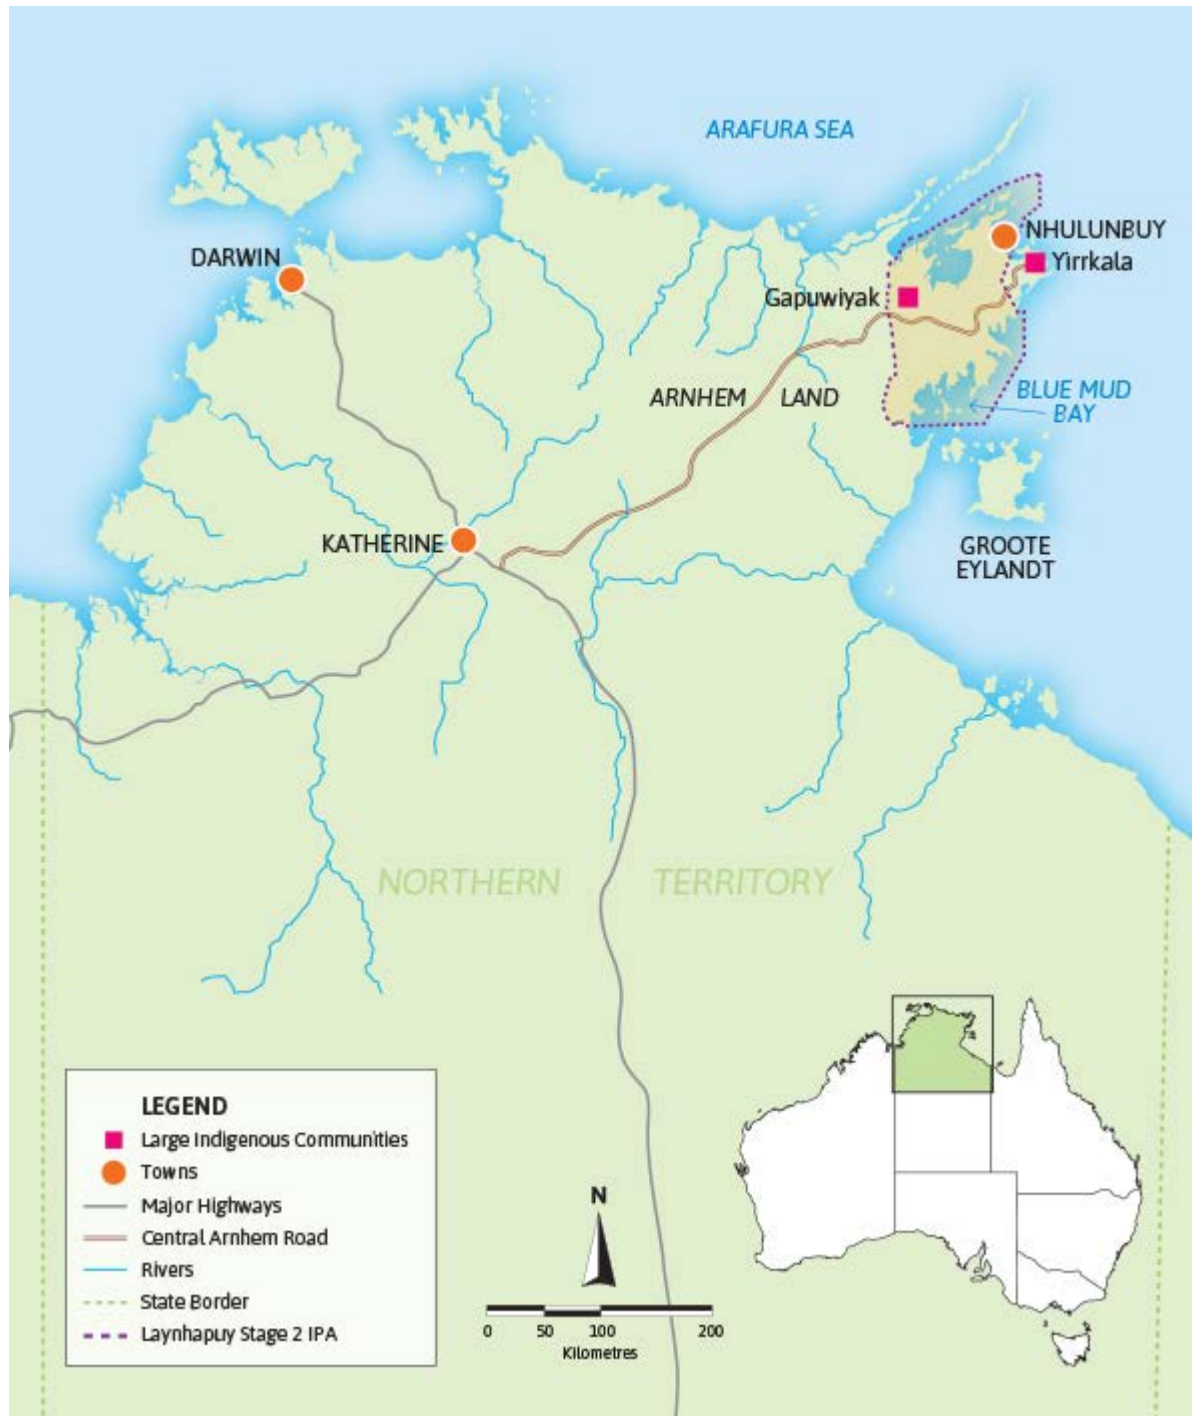 ARAFURA SEA
NHULUNBUY
DARWIN
Yirrkala
Gapuwiyak
ARNHEM LAND
BLUE MUD
BAY
KATHERINE
GROOTE
EYLANDT
NORTHERN TERRITORY
LEGEND
Large Indigenous Communities
Towns
Major Highways
Central Arnhem Road
Rivers
State Border
Laynhapuy Stage 2 IPA
N
0 50 100 200
Kilometres